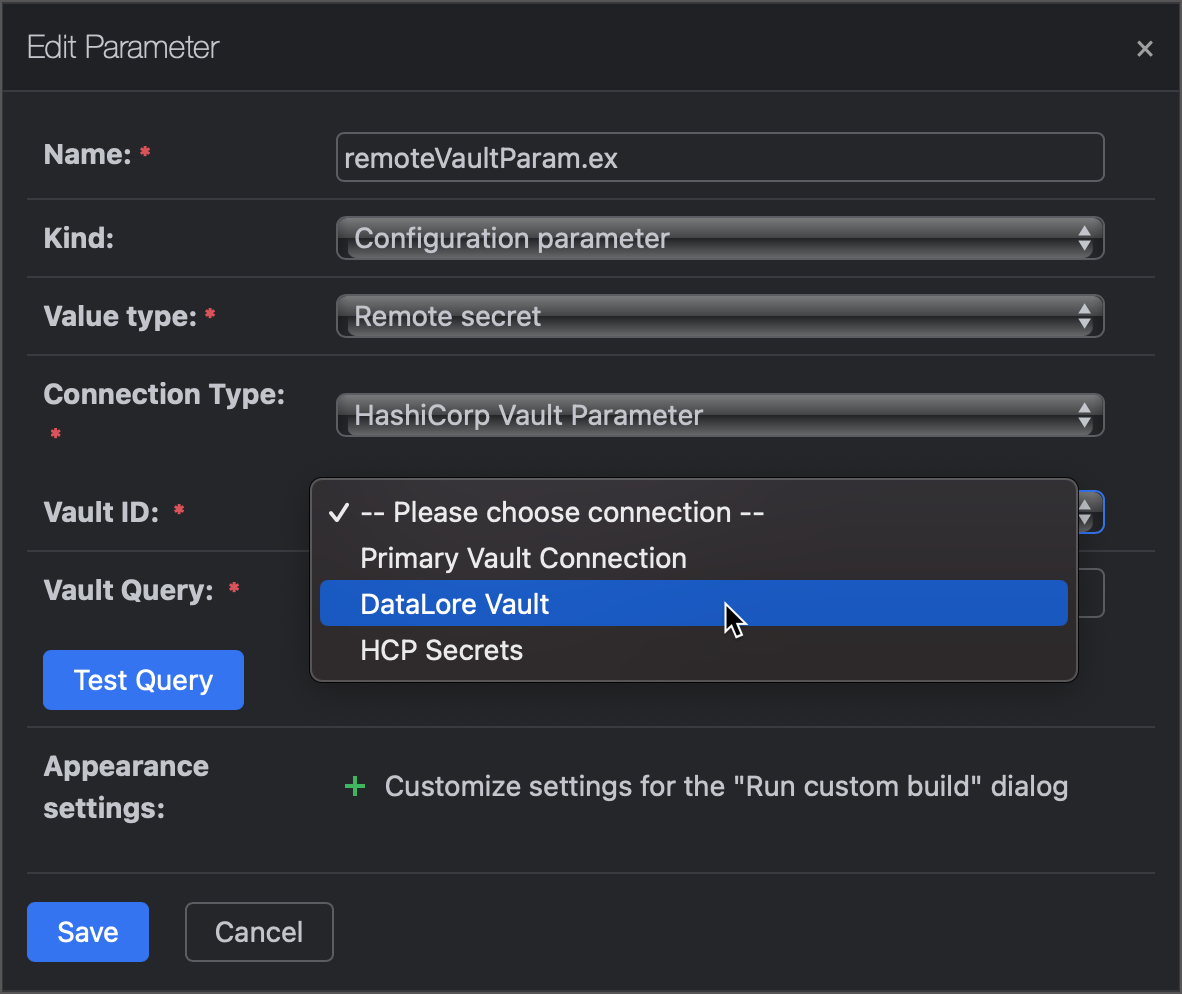 Edit Parameter ×
Name: * remoteVaultParam.ex
Kind: Configuration parameter
Value type: * Remote secret
Connection Type: * HashiCorp Vault Parameter
Vault ID: *
✓ -- Please choose connection --
Primary Vault Connection
DataLore Vault
HCP Secrets
Vault Query: *
Test Query
Appearance settings:
+ Customize settings for the "Run custom build" dialog
Save Cancel